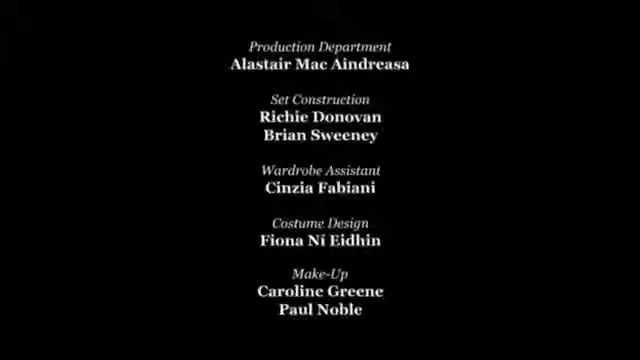 Production Department
Alastair Mac Aindreasa
Set Construction
Richie Donovan
Brian Sweeney
Wardrobe Assistant
Cinzia Fabiani
Costume Design
Fiona Ní Eidhin
Make-Up
Caroline Greene
Paul Noble